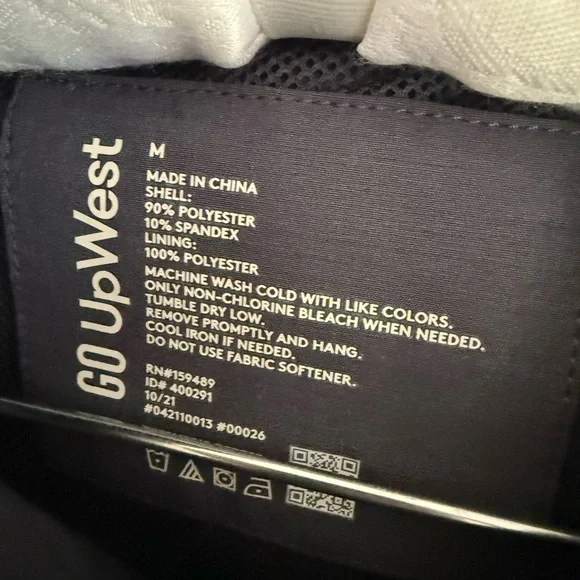 GO UpWest
M
MADE IN CHINA
SHELL:
90% POLYESTER
10% SPANDEX
LINING:
100% POLYESTER
MACHINE WASH COLD WITH LIKE COLORS.
ONLY NON-CHLORINE BLEACH WHEN NEEDED.
TUMBLE DRY LOW.
REMOVE PROMPTLY AND HANG.
COOL IRON IF NEEDED.
DO NOT USE FABRIC SOFTENER.
RN#159489
ID# 400291
10/21
#042110013 #00026